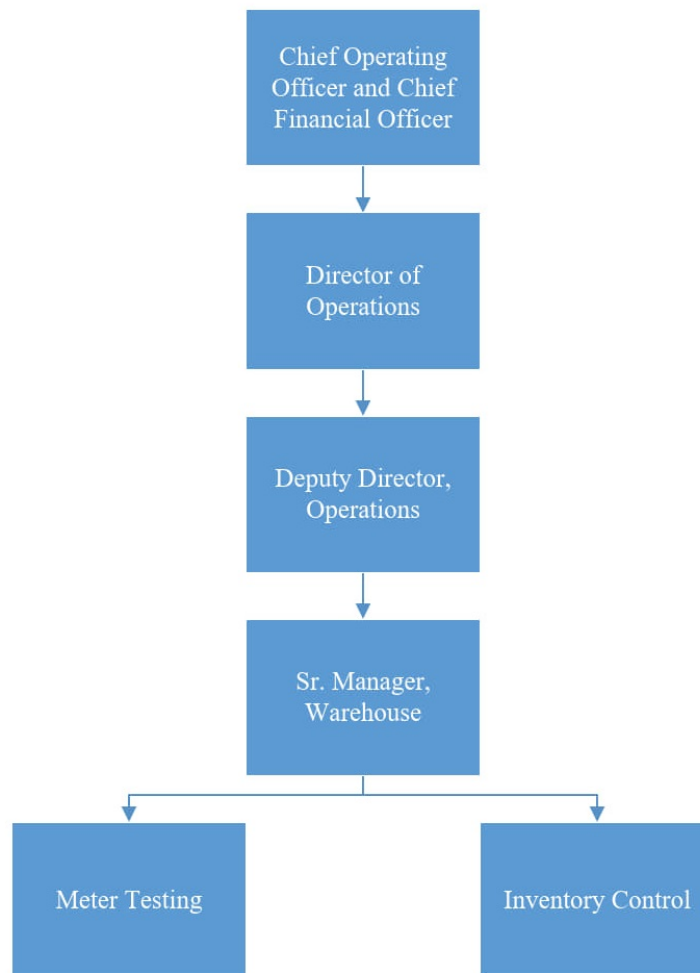 Chief Operating
Officer and Chief
Financial Officer
Director of
Operations
Deputy Director,
Operations
Sr. Manager,
Warehouse
Meter Testing
Inventory Control